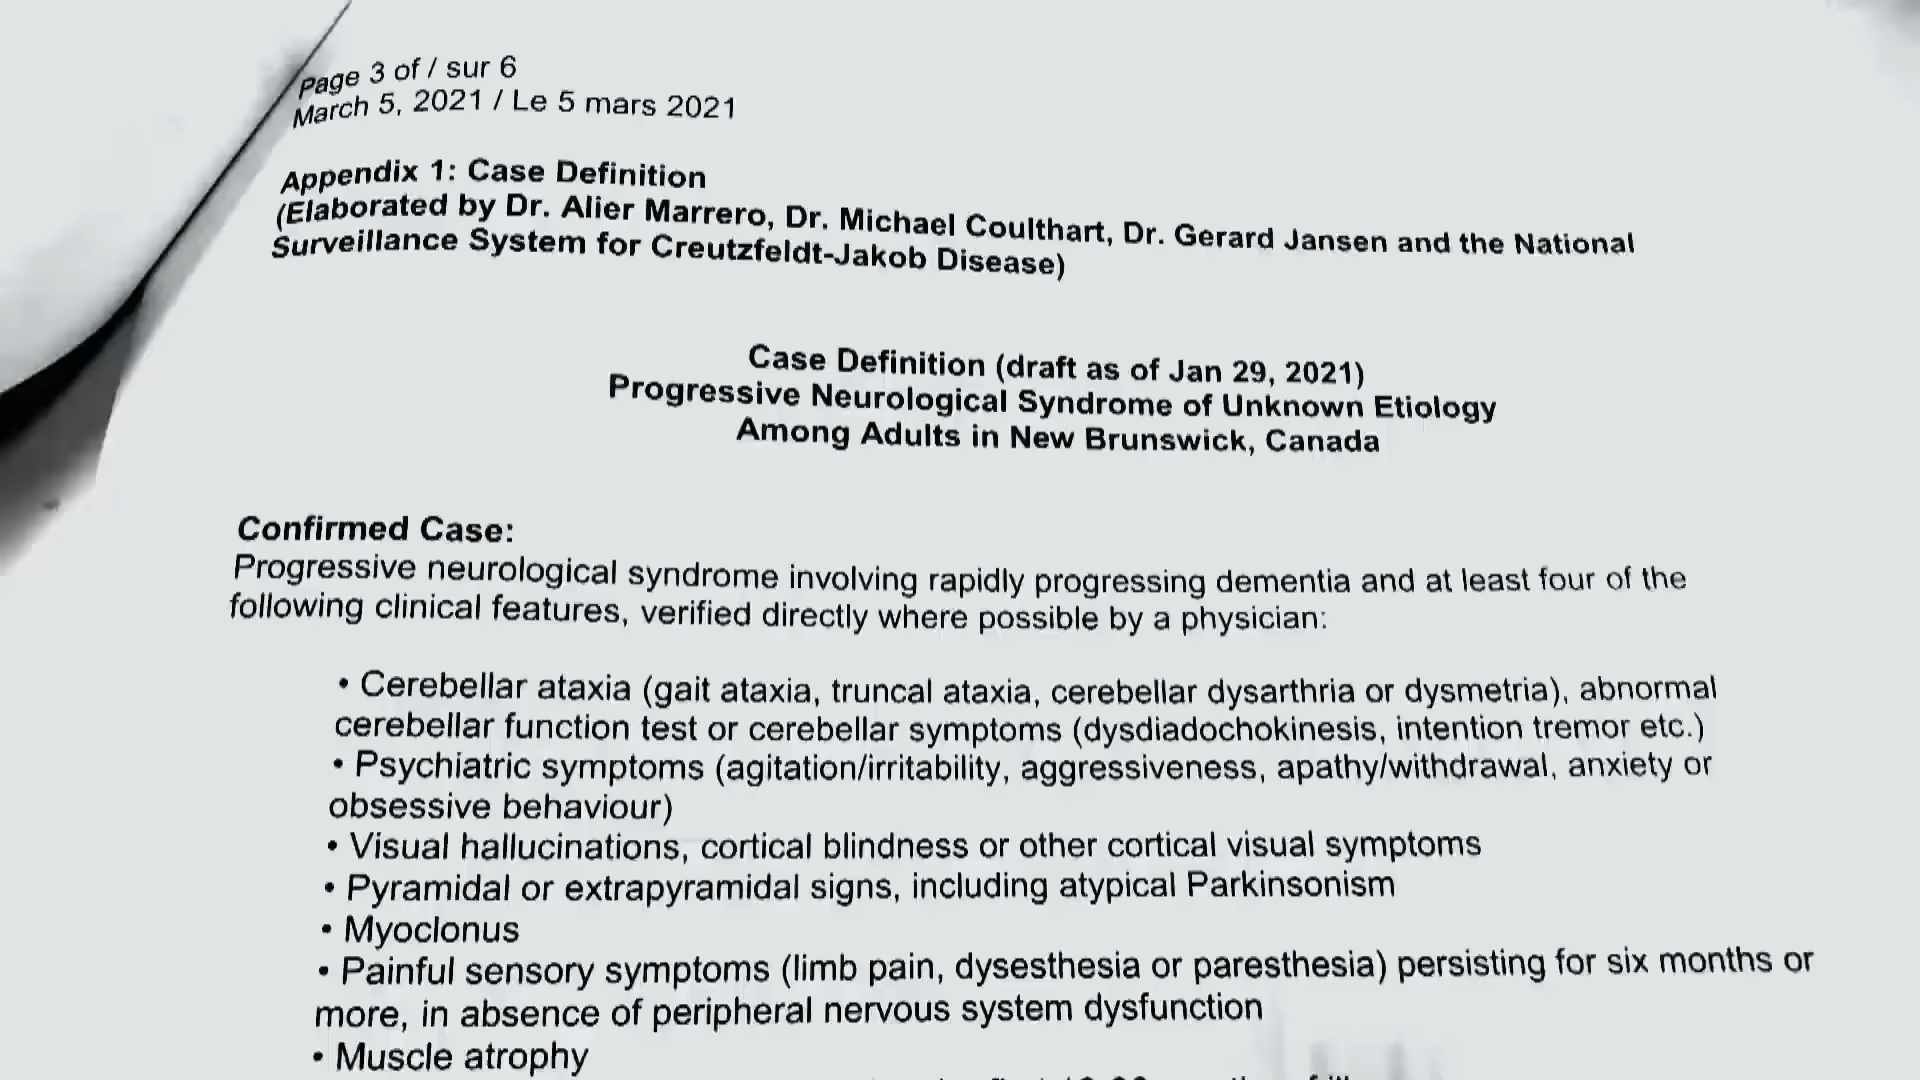 Page 3 of / sur 6
March 5, 2021 / Le 5 mars 2021
Appendix 1: Case Definition
(Elaborated by Dr. Alier Marrero, Dr. Michael Coulthart, Dr. Gerard Jansen and the National
Surveillance System for Creutzfeldt-Jakob Disease)
Case Definition (draft as of Jan 29, 2021)
Progressive Neurological Syndrome of Unknown Etiology
Among Adults in New Brunswick, Canada
Confirmed Case:
Progressive neurological syndrome involving rapidly progressing dementia and at least four of the
following clinical features, verified directly where possible by a physician:
• Cerebellar ataxia (gait ataxia, truncal ataxia, cerebellar dysarthria or dysmetria), abnormal
cerebellar function test or cerebellar symptoms (dysdiadochokinesis, intention tremor etc.)
• Psychiatric symptoms (agitation/irritability, aggressiveness, apathy/withdrawal, anxiety or
obsessive behaviour)
• Visual hallucinations, cortical blindness or other cortical visual symptoms
• Pyramidal or extrapyramidal signs, including atypical Parkinsonism
• Myoclonus
• Painful sensory symptoms (limb pain, dysesthesia or paresthesia) persisting for six months or
more, in absence of peripheral nervous system dysfunction
• Muscle atrophy